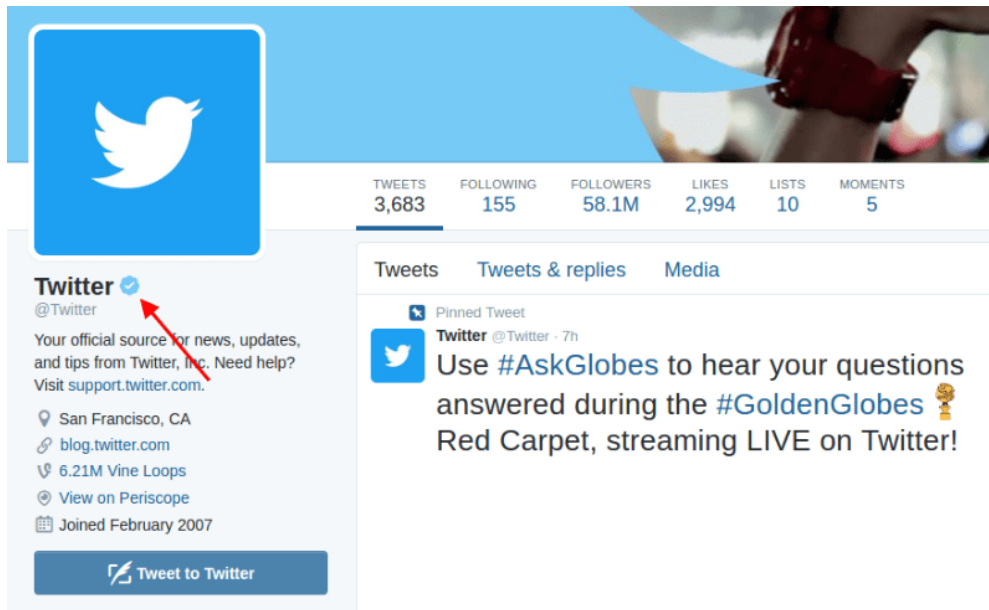 TWEETS FOLLOWING FOLLOWERS LIKES LISTS MOMENTS
3,683 155 58.1M 2,994 10 5
Twitter
@Twitter
Your official source for news, updates,
and tips from Twitter, Inc. Need help?
Visit support.twitter.com.
San Francisco, CA
blog.twitter.com
6.21M Vine Loops
View on Periscope
Joined February 2007
Tweet to Twitter
Tweets Tweets & replies Media
Pinned Tweet
Twitter @Twitter · 7h
Use #AskGlobes to hear your questions
answered during the #GoldenGlobes
Red Carpet, streaming LIVE on Twitter!